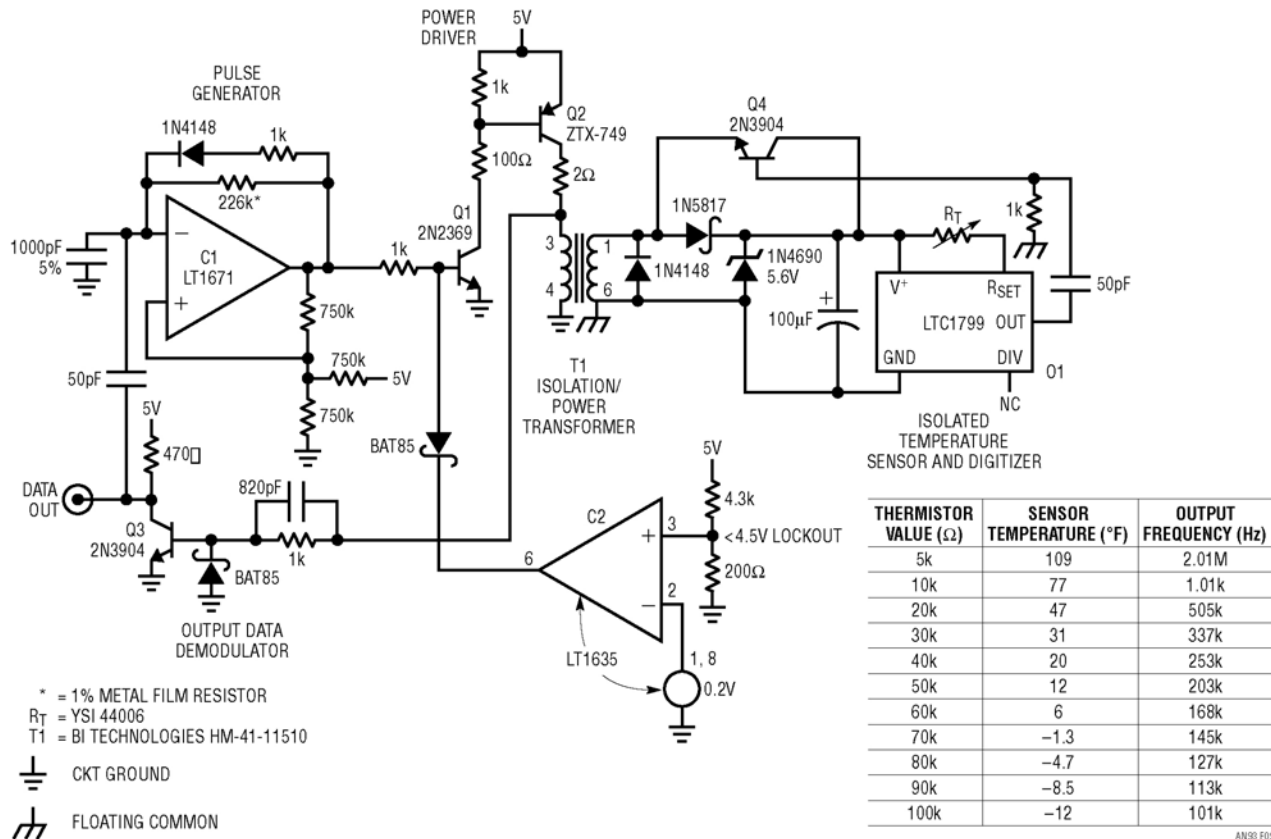 POWER
DRIVER
5V
PULSE
GENERATOR
1N4148
1k
226k*
1000pF
5%
C1
LT1671
−
+
750k
750k
5V
750k
50pF
5V
470▯
DATA
OUT
Q3
2N3904
BAT85
820pF
1k
OUTPUT DATA
DEMODULATOR
1k
Q1
2N2369
1k
100Ω
Q2
ZTX-749
2Ω
BAT85
3
4
1
6
T1
ISOLATION/
POWER
TRANSFORMER
1N4148
1N5817
1N4690
5.6V
Q4
2N3904
+
100µF
RT
1k
50pF
V+
RSET
OUT
LTC1799
GND
DIV
O1
NC
ISOLATED
TEMPERATURE
SENSOR AND DIGITIZER
5V
4.3k
<4.5V LOCKOUT
200Ω
C2
+
3
−
2
6
LT1635
1, 8
0.2V
* = 1% METAL FILM RESISTOR
RT = YSI 44006
T1 = BI TECHNOLOGIES HM-41-11510
CKT GROUND
FLOATING COMMON
THERMISTOR VALUE (Ω) SENSOR TEMPERATURE (°F) OUTPUT FREQUENCY (Hz)
5k 109 2.01M
10k 77 1.01k
20k 47 505k
30k 31 337k
40k 20 253k
50k 12 203k
60k 6 168k
70k −1.3 145k
80k −4.7 127k
90k −8.5 113k
100k −12 101k